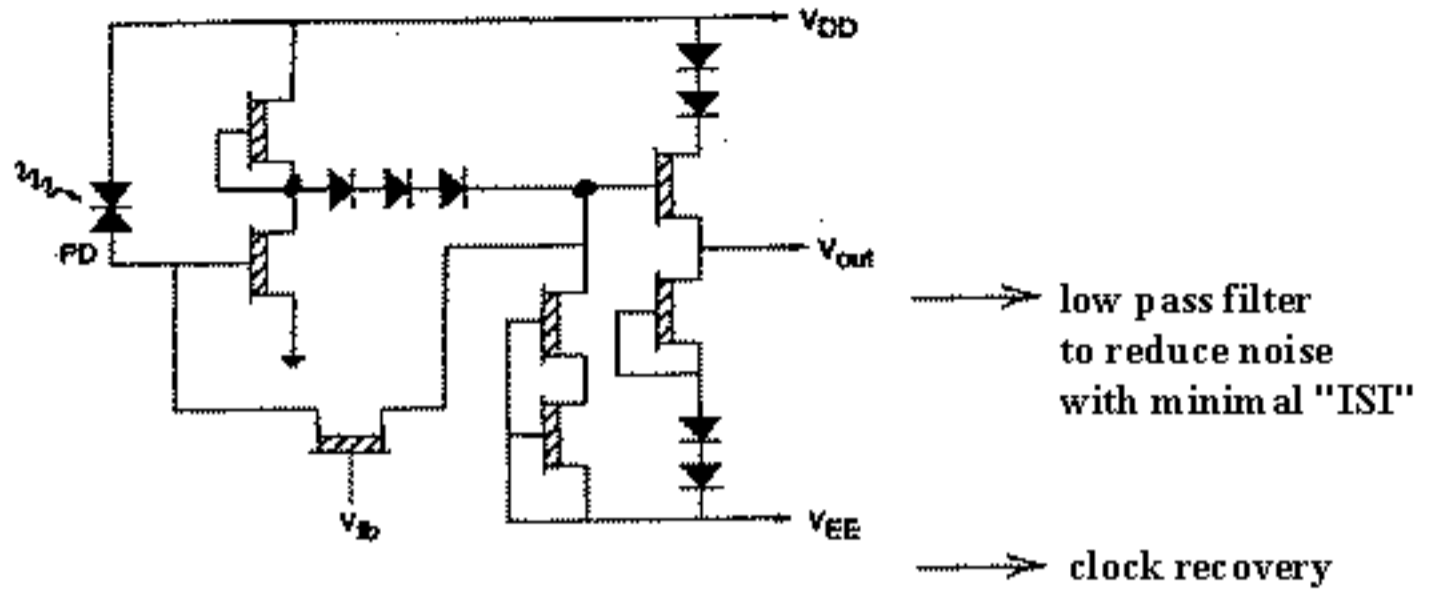 VDD
PD
Vout
low pass filter
to reduce noise
with minimal "ISI"
Vfb
VEE
clock recovery